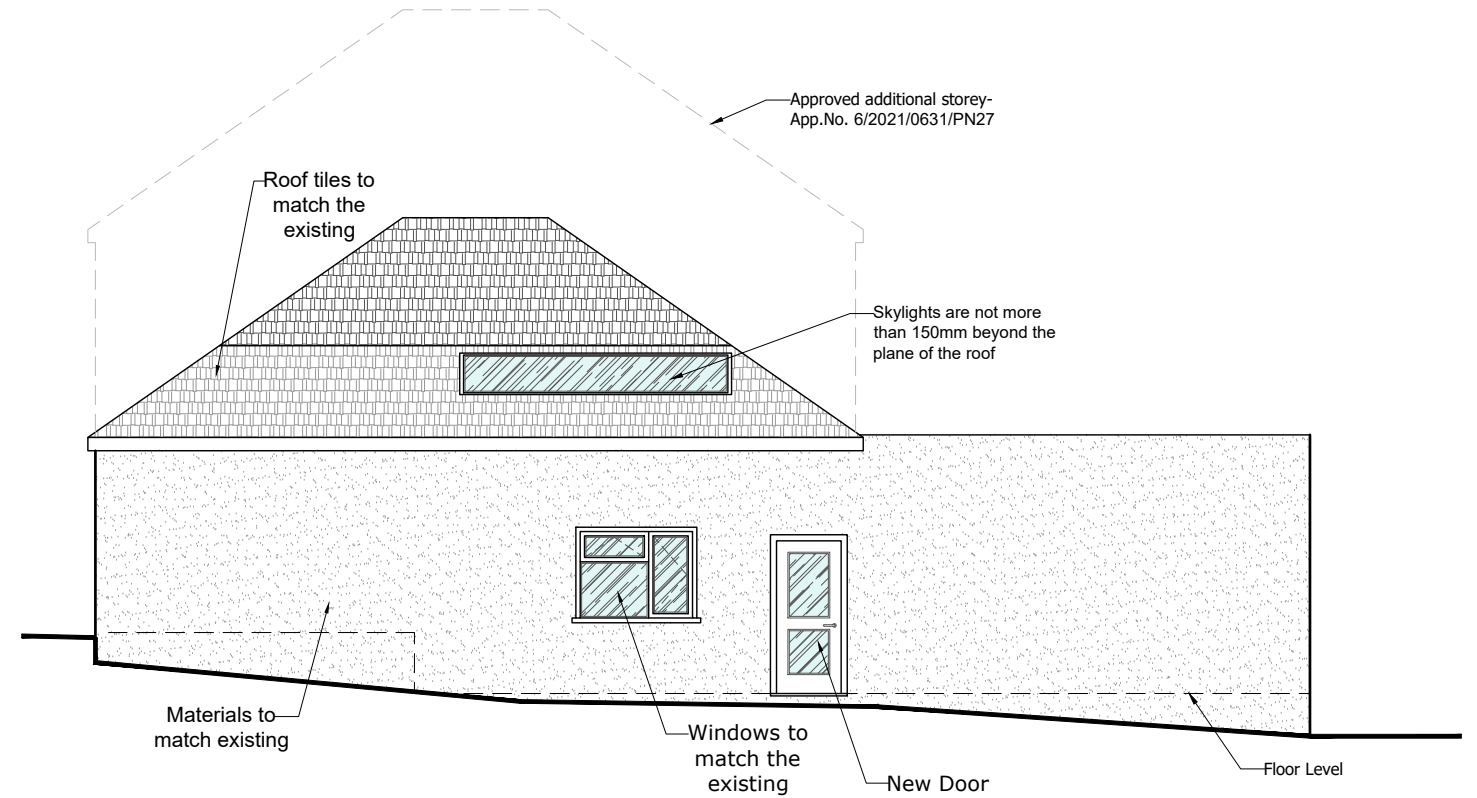 Approved additional storey-
App.No. 6/2021/0631/PN27
Roof tiles to
match the
existing
Skylights are not more
than 150mm beyond the
plane of the roof
Materials to
match existing
Windows to
match the
existing
New Door
Floor Level